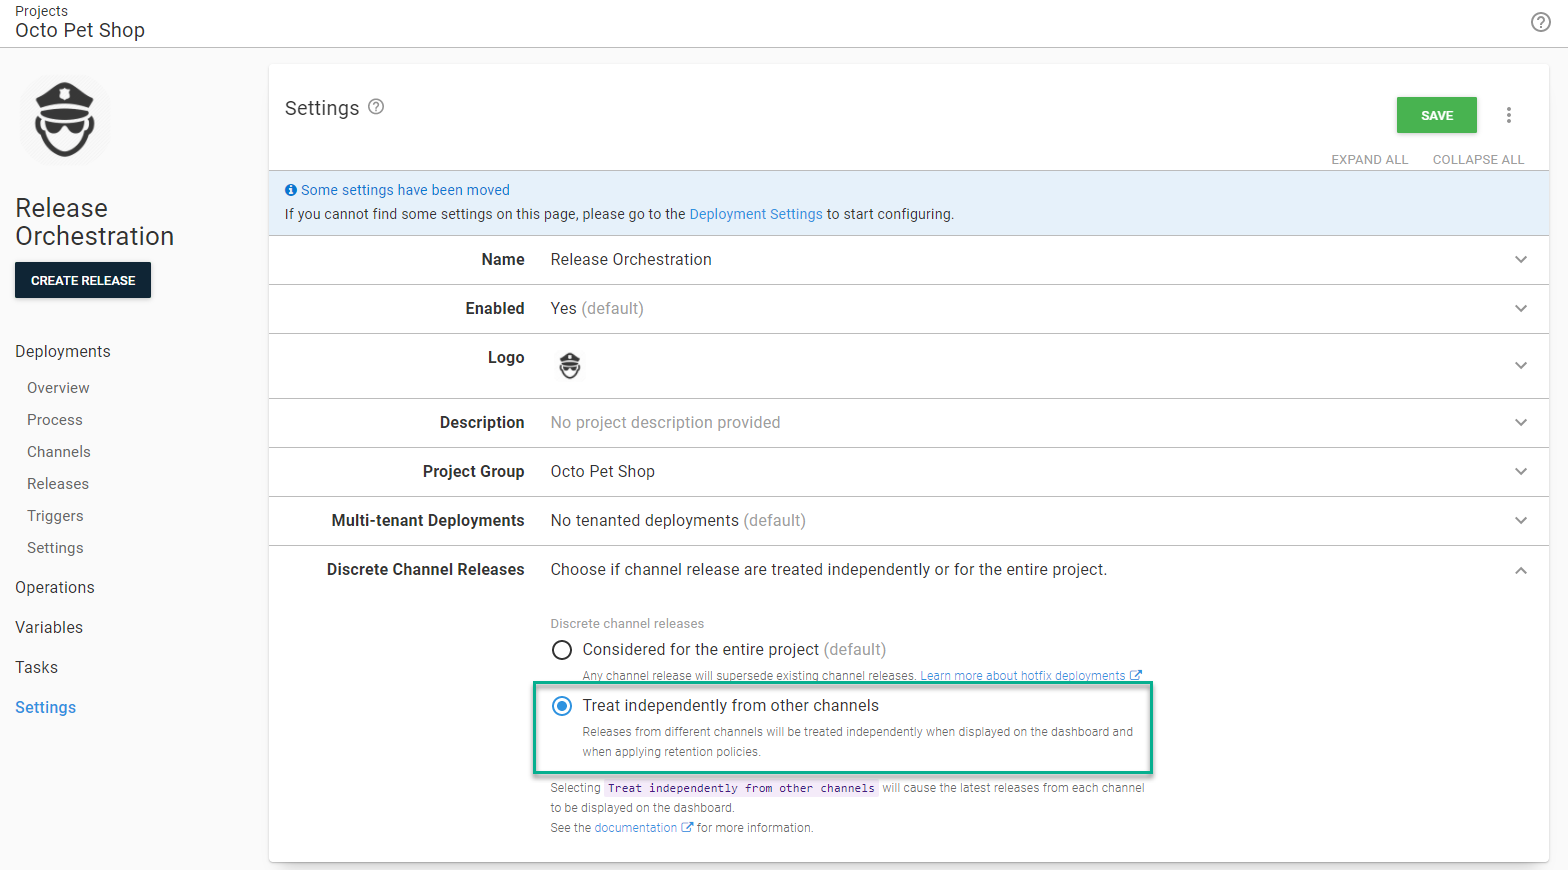 Projects
Octo Pet Shop
Release
Orchestration
CREATE RELEASE
Deployments
Overview
Process
Channels
Releases
Triggers
Settings
Operations
Variables
Tasks
Settings
Settings
SAVE
EXPAND ALL COLLAPSE ALL
Some settings have been moved
If you cannot find some settings on this page, please go to the Deployment Settings to start configuring.
Name Release Orchestration
Enabled Yes (default)
Logo
Description No project description provided
Project Group Octo Pet Shop
Multi-tenant Deployments No tenanted deployments (default)
Discrete Channel Releases Choose if channel release are treated independently or for the entire project.
Discrete channel releases
Considered for the entire project (default)
Any channel release will supersede existing channel releases. Learn more about hotfix deployments
Treat independently from other channels
Releases from different channels will be treated independently when displayed on the dashboard and
when applying retention policies.
Selecting Treat independently from other channels will cause the latest releases from each channel
to be displayed on the dashboard.
See the documentation for more information.